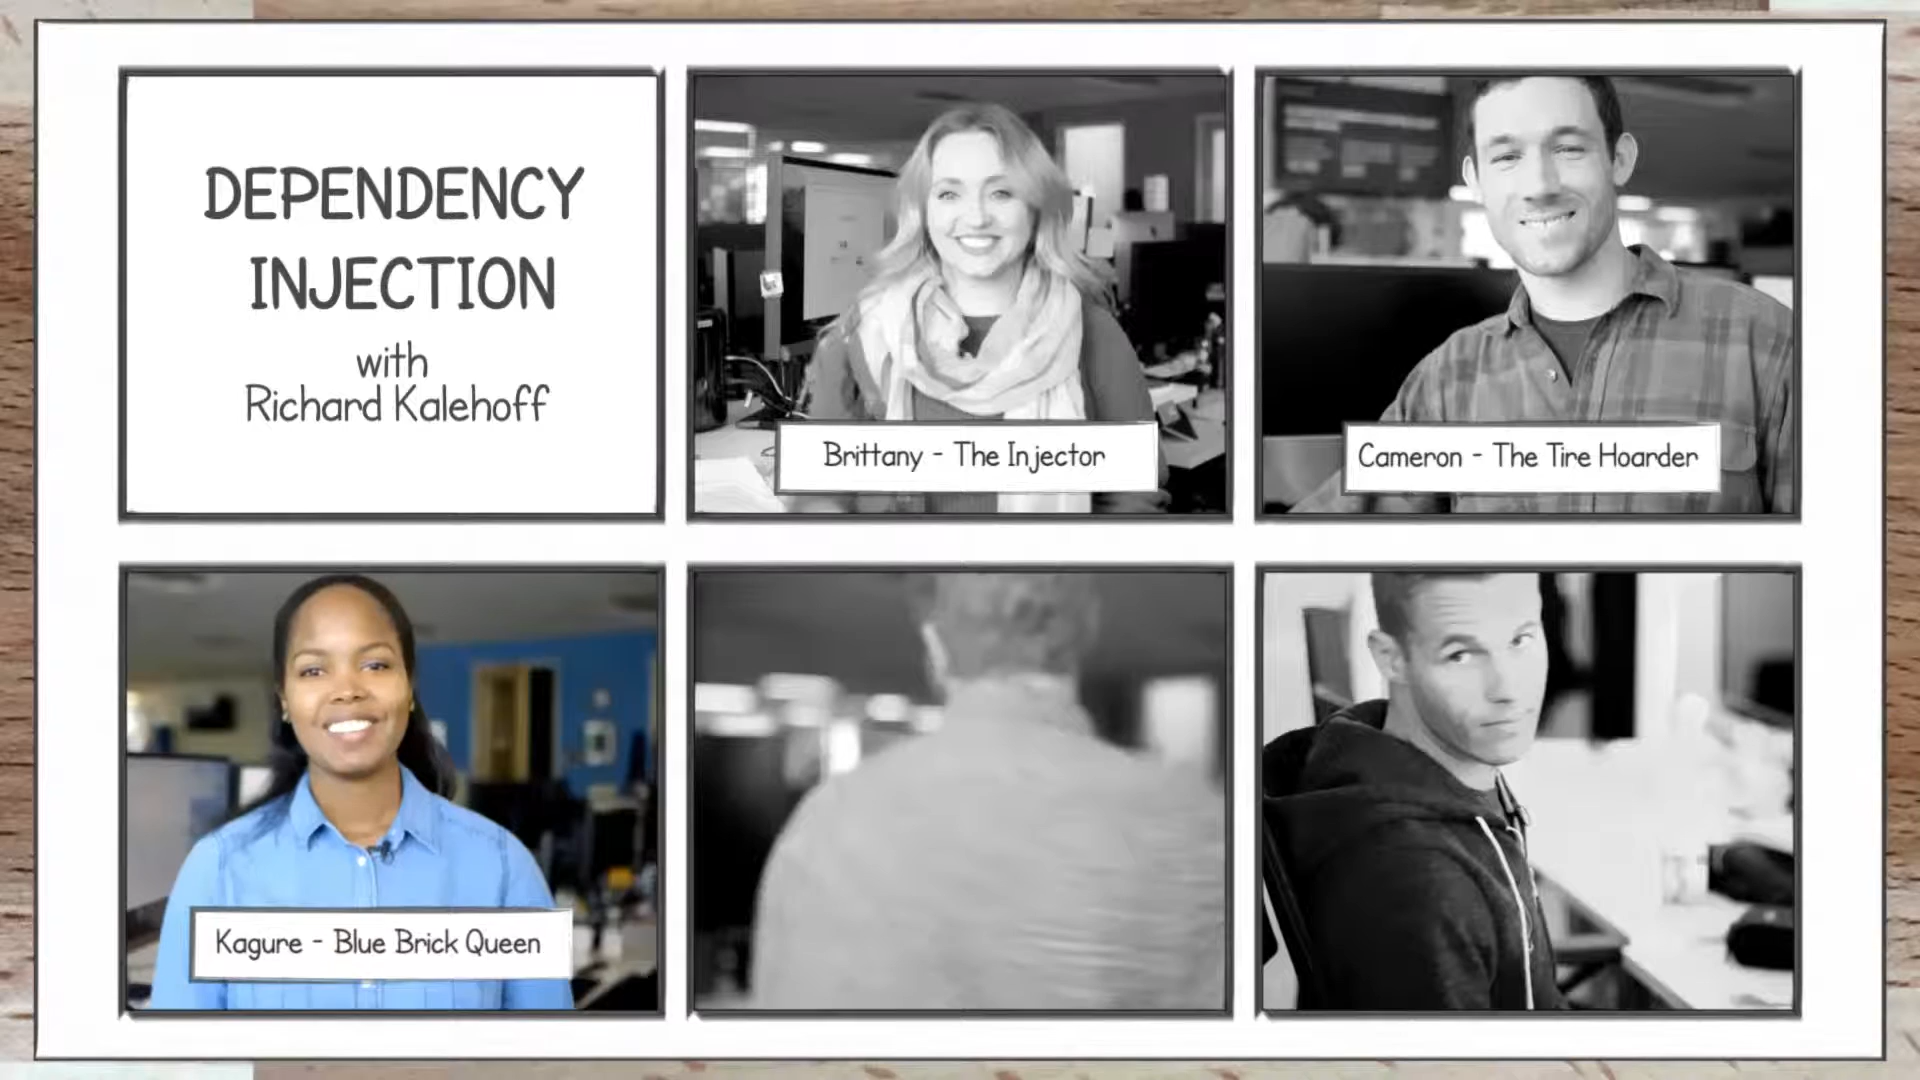 DEPENDENCY
INJECTION
with
Richard Kalehoff
Brittany - The Injector
Cameron - The Tire Hoarder
Kagure - Blue Brick Queen